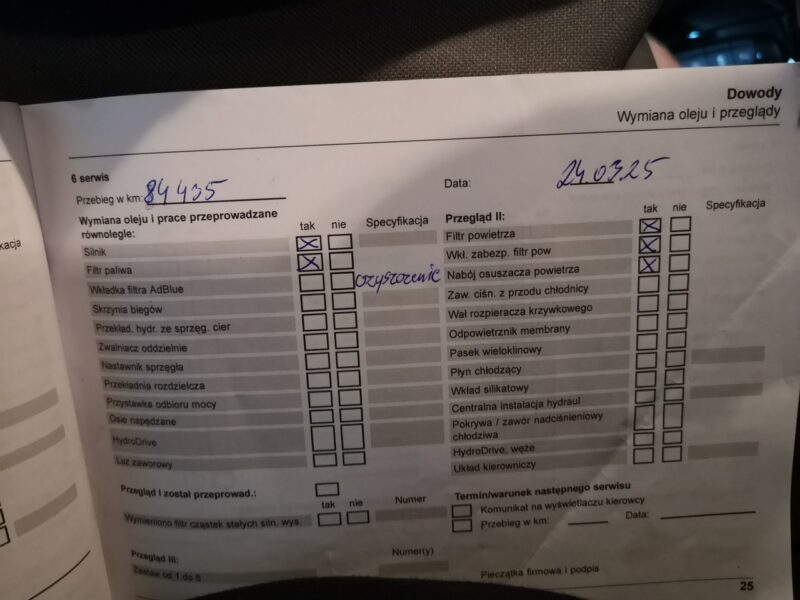 Dowody
Wymiana oleju i przeglądy
6 serwis
Przebieg w km: 84 435
Data: 24.03.25
Wymiana oleju i prace przeprowadzane
równolegle:
tak nie Specyfikacja
Silnik
Filtr paliwa
Wkładka filtra AdBlue czyszczenie
Skrzynia biegów
Przekład. hydr. ze sprzęg. cier
Zwalniacz oddzielnie
Nastawnik sprzęgła
Przekładnia rozdzielcza
Przystawka odbioru mocy
Osie napędzane
HydroDrive
Luz zaworowy
Przegląd I został przeprowad.:
tak nie Numer
Wymieniono filtr cząstek stałych siln. wys.
Przegląd III:
Numer(y)
Zestaw od 1 do 6
Przegląd II:
tak nie Specyfikacja
Filtr powietrza
Wkł. zabezp. filtr pow
Nabój osuszacza powietrza
Zaw. ciśn. z przodu chłodnicy
Wał rozpieracza krzywkowego
Odpowietrznik membrany
Pasek wieloklinowy
Płyn chłodzący
Wkład silikatowy
Centralna instalacja hydraul
Pokrywa / zawór nadciśnieniowy
chłodziwa
HydroDrive, węże
Układ kierowniczy
Termin/warunek następnego serwisu
Komunikat na wyświetlaczu kierowcy
Przebieg w km: Data:
Pieczątka firmowa i podpis
25